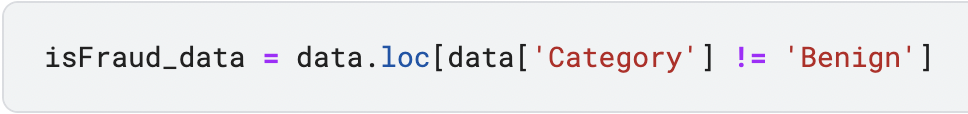 isFraud_data = data.loc[data['Category'] != 'Benign']